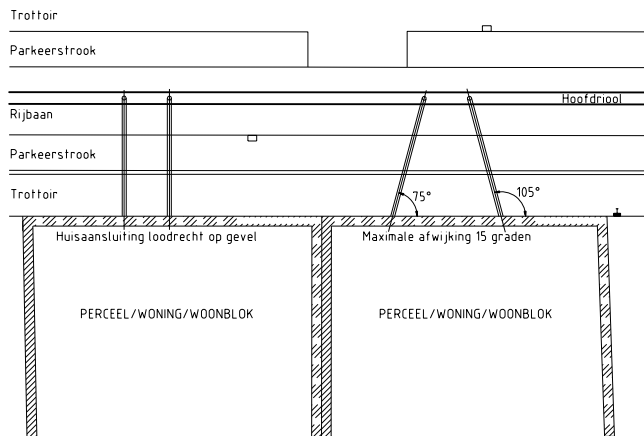 Trottoir
Parkeerstrook
Hoofdriool
Rijbaan
Parkeerstrook
Trottoir
75°
105°
Huisaansluiting loodrecht op gevel
Maximale afwijking 15 graden
PERCEEL/WONING/WOONBLOK
PERCEEL/WONING/WOONBLOK